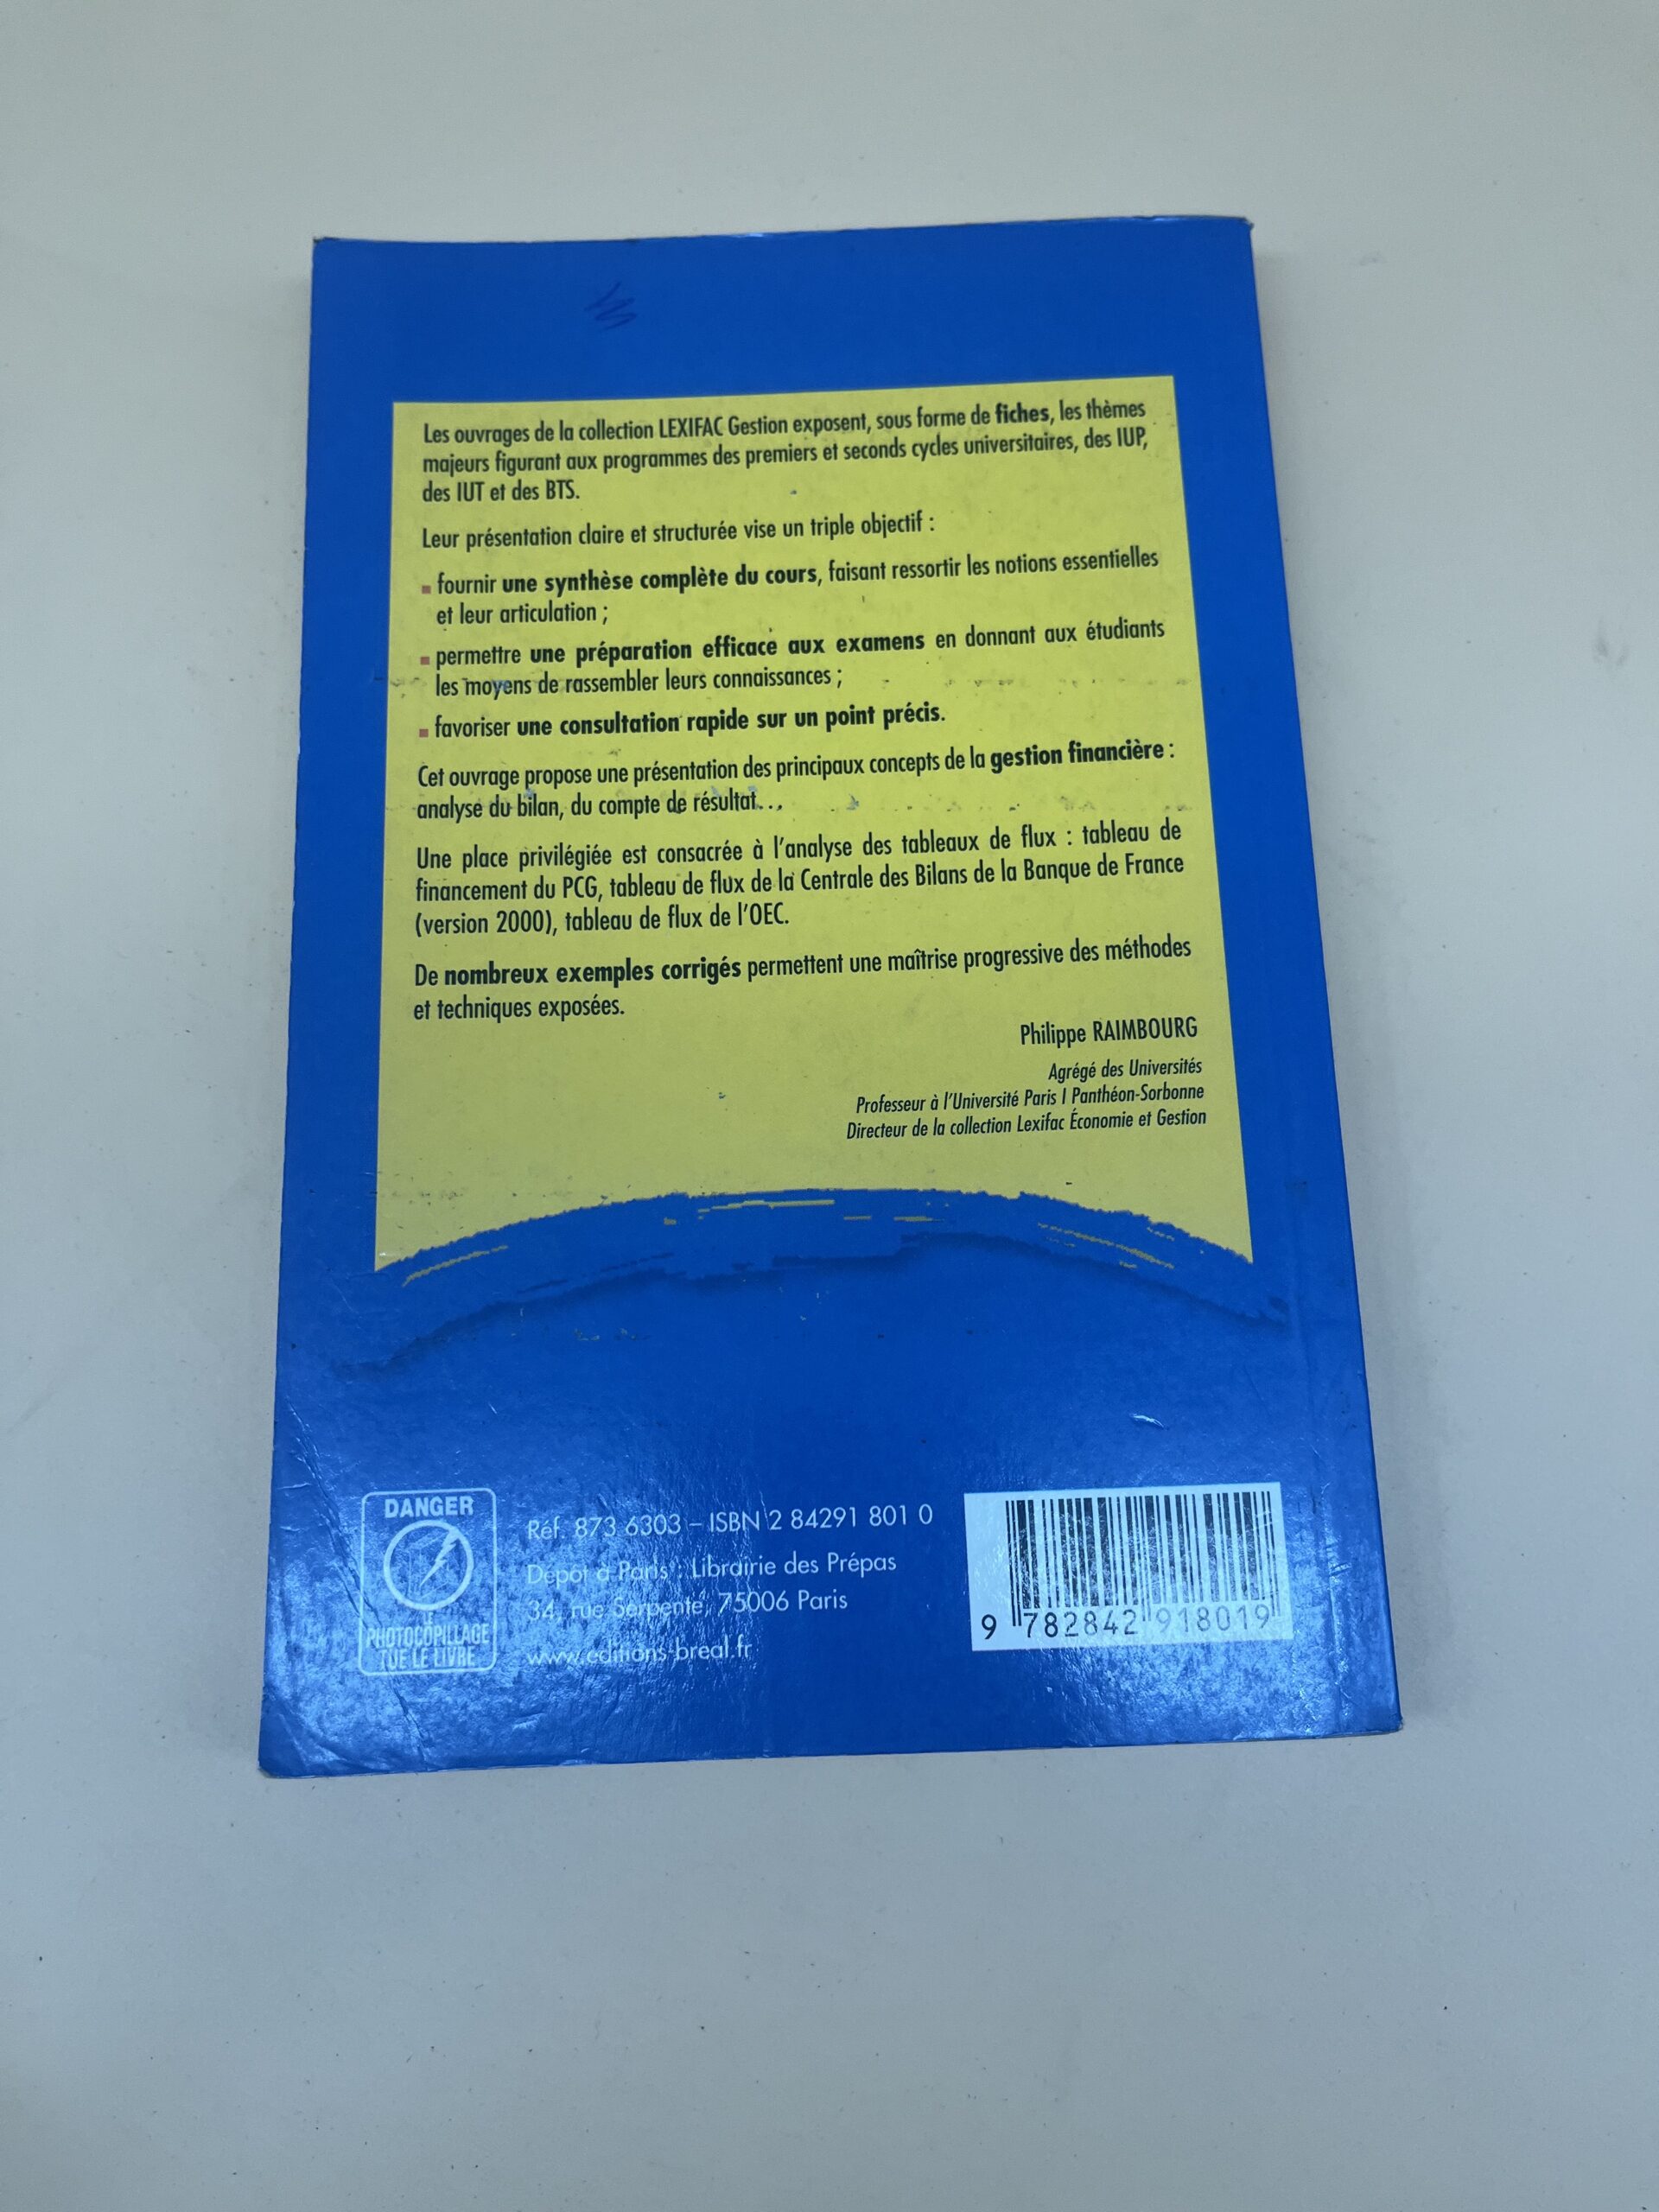 Les ouvrages de la collection LEXIFAC Gestion exposent, sous forme de fiches, les thèmes
majeurs figurant aux programmes des premiers et seconds cycles universitaires, des IUP,
des IUT et des BTS.
Leur présentation claire et structurée vise un triple objectif :
fournir une synthèse complète du cours, faisant ressortir les notions essentielles
et leur articulation ;
permettre une préparation efficace aux examens en donnant aux étudiants
les moyens de rassembler leurs connaissances ;
favoriser une consultation rapide sur un point précis.
Cet ouvrage propose une présentation des principaux concepts de la gestion financière :
analyse du bilan, du compte de résultat...
Une place privilégiée est consacrée à l'analyse des tableaux de flux : tableau de
financement du PCG, tableau de flux de la Centrale des Bilans de la Banque de France
(version 2000), tableau de flux de l'OEC.
De nombreux exemples corrigés permettent une maîtrise progressive des méthodes
et techniques exposées.
Philippe RAIMBOURG
Agrégé des Universités
Professeur à l'Université Paris I Panthéon-Sorbonne
Directeur de la collection Lexifac Économie et Gestion
DANGER
LE
PHOTOCOPILLAGE
TUE LE LIVRE
Réf. 873 6303 – ISBN 2 84291 801 0
Dépôt à Paris : Librairie des Prépas
34, rue Serpente, 75006 Paris
www.editions-breal.fr
9 782842 918019